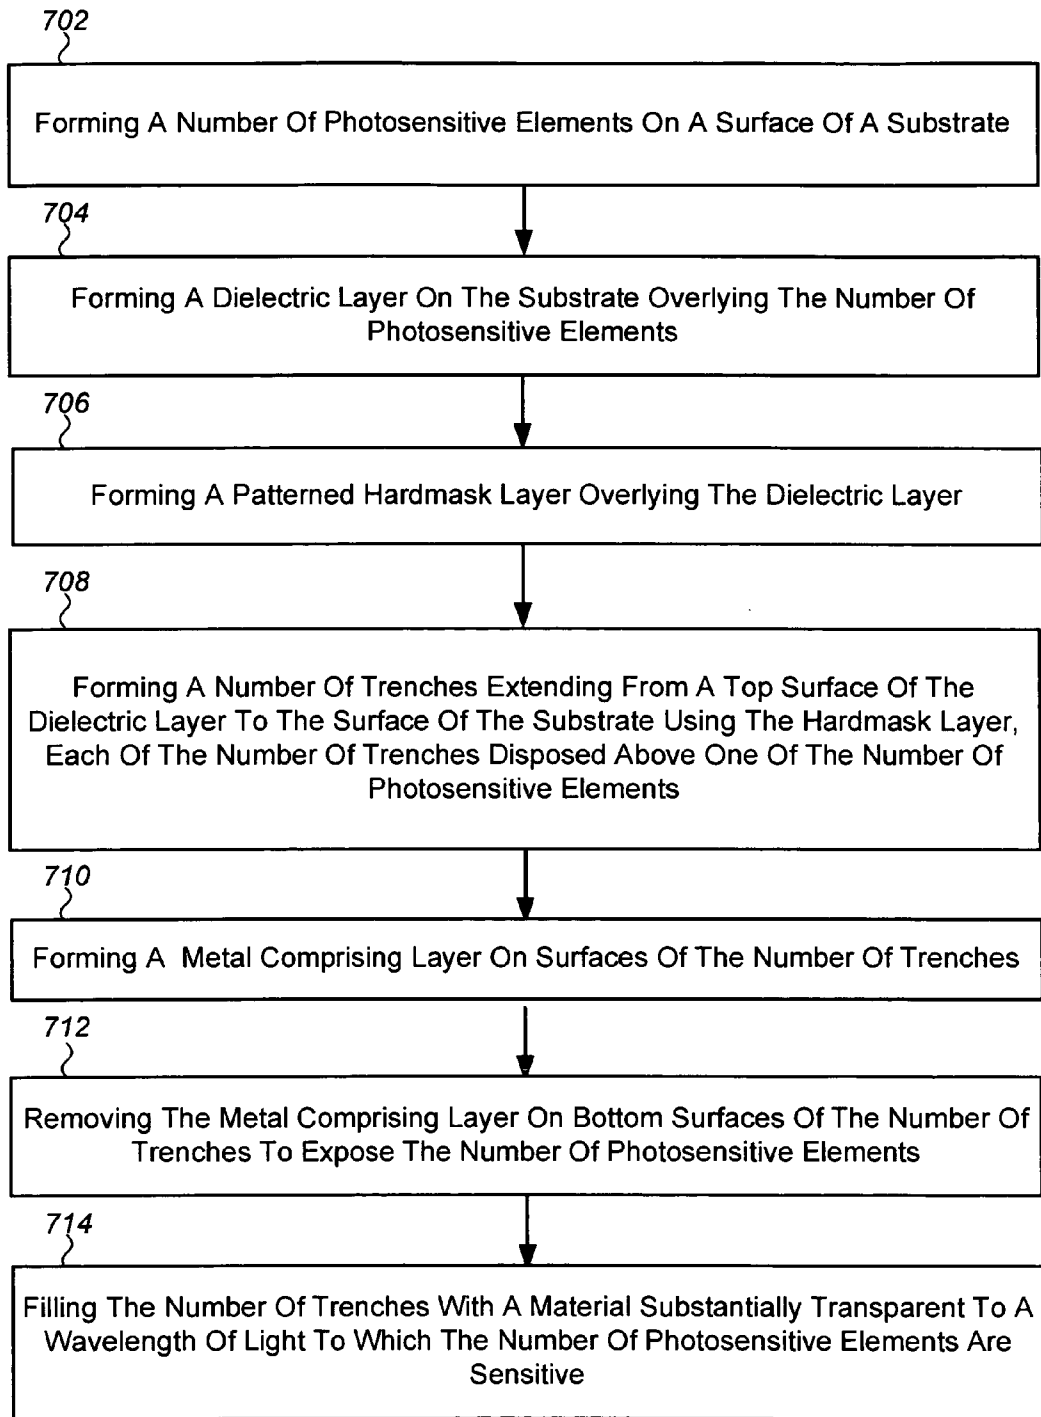 702
Forming A Number Of Photosensitive Elements On A Surface Of A Substrate
704
Forming A Dielectric Layer On The Substrate Overlying The Number Of
Photosensitive Elements
706
Forming A Patterned Hardmask Layer Overlying The Dielectric Layer
708
Forming A Number Of Trenches Extending From A Top Surface Of The
Dielectric Layer To The Surface Of The Substrate Using The Hardmask Layer,
Each Of The Number Of Trenches Disposed Above One Of The Number Of
Photosensitive Elements
710
Forming A Metal Comprising Layer On Surfaces Of The Number Of Trenches
712
Removing The Metal Comprising Layer On Bottom Surfaces Of The Number Of
Trenches To Expose The Number Of Photosensitive Elements
714
Filling The Number Of Trenches With A Material Substantially Transparent To A
Wavelength Of Light To Which The Number Of Photosensitive Elements Are
Sensitive